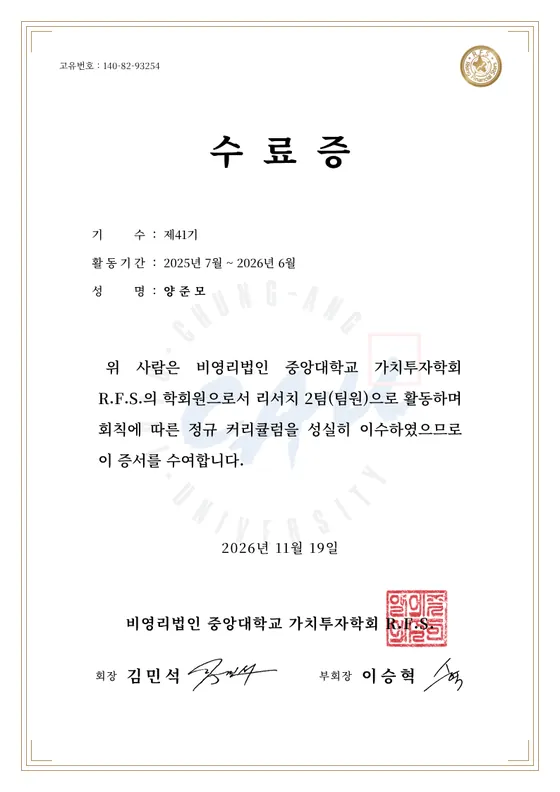 고유번호 : 140-82-93254
수 료 증
기 수 : 제41기
활동기간 : 2025년 7월 ~ 2026년 6월
성 명 : 양준모
CHUNG-ANG
CAU
UNIVERSITY
위 사람은 비영리법인 중앙대학교 가치투자학회
R.F.S.의 학회원으로서 리서치 2팀(팀원)으로 활동하며
회칙에 따른 정규 커리큘럼을 성실히 이수하였으므로
이 증서를 수여합니다.
2026년 11월 19일
비영리법인 중앙대학교 가치투자학회 R.F.S.
회장 김민석
부회장 이승혁